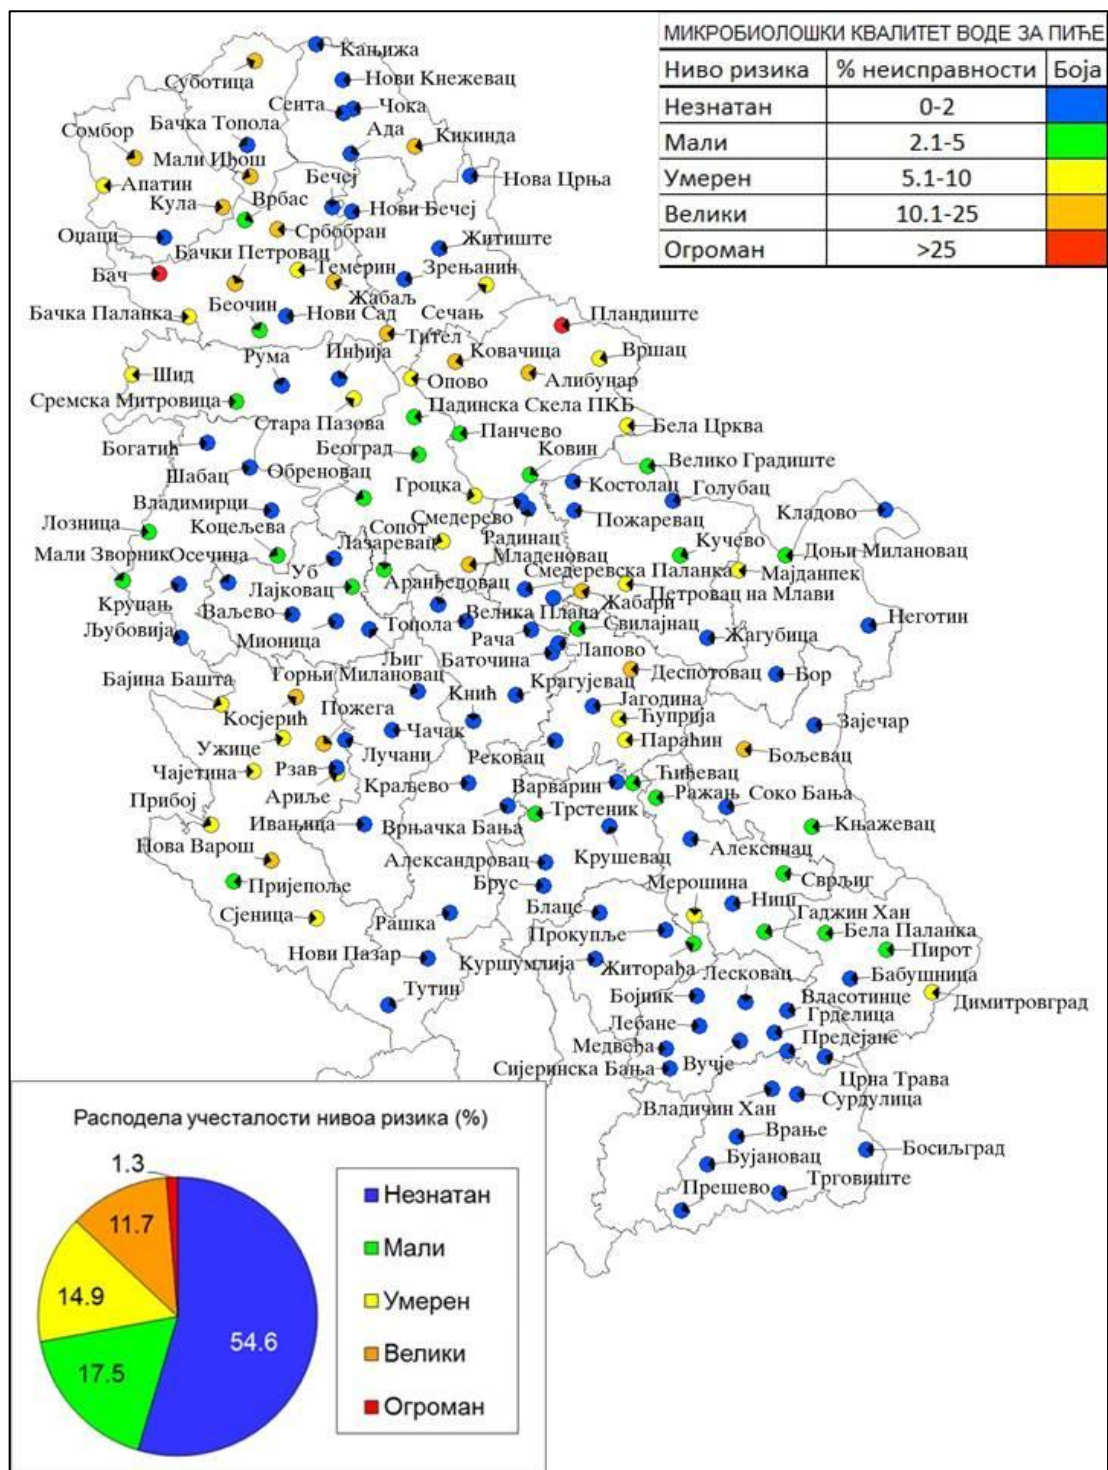 МИКРОБИОЛОШКИ КВАЛИТЕТ ВОДЕ ЗА ПИЋЕ
Ниво ризика % неисправности Боја
Незнатан 0-2
Мали 2.1-5
Умерен 5.1-10
Велики 10.1-25
Огроман >25
Кањижа
Суботица
Нови Кнежевац
Сента
Чока
Бачка Топола
Сомбор
Ада
Кикинда
Мали Иђош
Бечеј
Нова Црња
Апатин
Врбас
Кула
Нови Бечеј
Србобран
Оџаци
Житиште
Бачки Петровац
Темерин
Зрењанин
Бач
Жабаљ
Беочин
Сечањ
Бачка Паланка
Нови Сад
Пландиште
Тител
Рума
Инђија
Ковачица
Вршац
Шид
Опово
Алибунар
Сремска Митровица
Стара Пазова
Падинска Скела ПКБ
Панчево
Бела Црква
Богатић
Београд
Ковин
Велико Градиште
Шабац
Обреновац
Гроцка
Костолац
Голубац
Владимирци
Смедерево
Пожаревац
Кладово
Лозница
Коцељева
Сопот
Радинац
Кучево
Доњи Милановац
Мали Зворник
Осечина
Лазаревац
Младеновац
Уб
Аранђеловац
Смедеревска Паланка
Мајданпек
Лајковац
Петровац на Млави
Крупањ
Жабари
Ваљево
Велика Плана
Топола
Свилајнац
Неготин
Љубовија
Мионица
Рача
Жагубица
Лапово
Љиг
Баточина
Бајина Башта
Горњи Милановац
Деспотовац
Бор
Кнић
Крагујевац
Косјерић
Пожега
Јагодина
Ћуприја
Зајечар
Чачак
Ужице
Лучани
Рековац
Параћин
Бољевац
Чајетина
Рзав
Ћићевац
Ариље
Краљево
Варварин
Ражањ
Соко Бања
Прибој
Ивањица
Врњачка Бања
Трстеник
Књажевац
Нова Варош
Александровац
Крушевац
Алексинац
Пријепоље
Брус
Мерошина
Сврљиг
Ниш
Сјеница
Рашка
Блаце
Гаџин Хан
Прокупље
Бела Паланка
Нови Пазар
Пирот
Куршумлија
Житорађа
Лесковац
Бабушница
Тутин
Бојник
Власотинце
Димитровград
Лебане
Грделица
Медвеђа
Предејане
Сијеринска Бања
Вучје
Црна Трава
Владичин Хан
Сурдулица
Врање
Босиљград
Бујановац
Прешево
Трговиште
Расподела учесталости нивоа ризика (%)
1.3
11.7
14.9
17.5
54.6
Незнатан
Мали
Умерен
Велики
Огроман